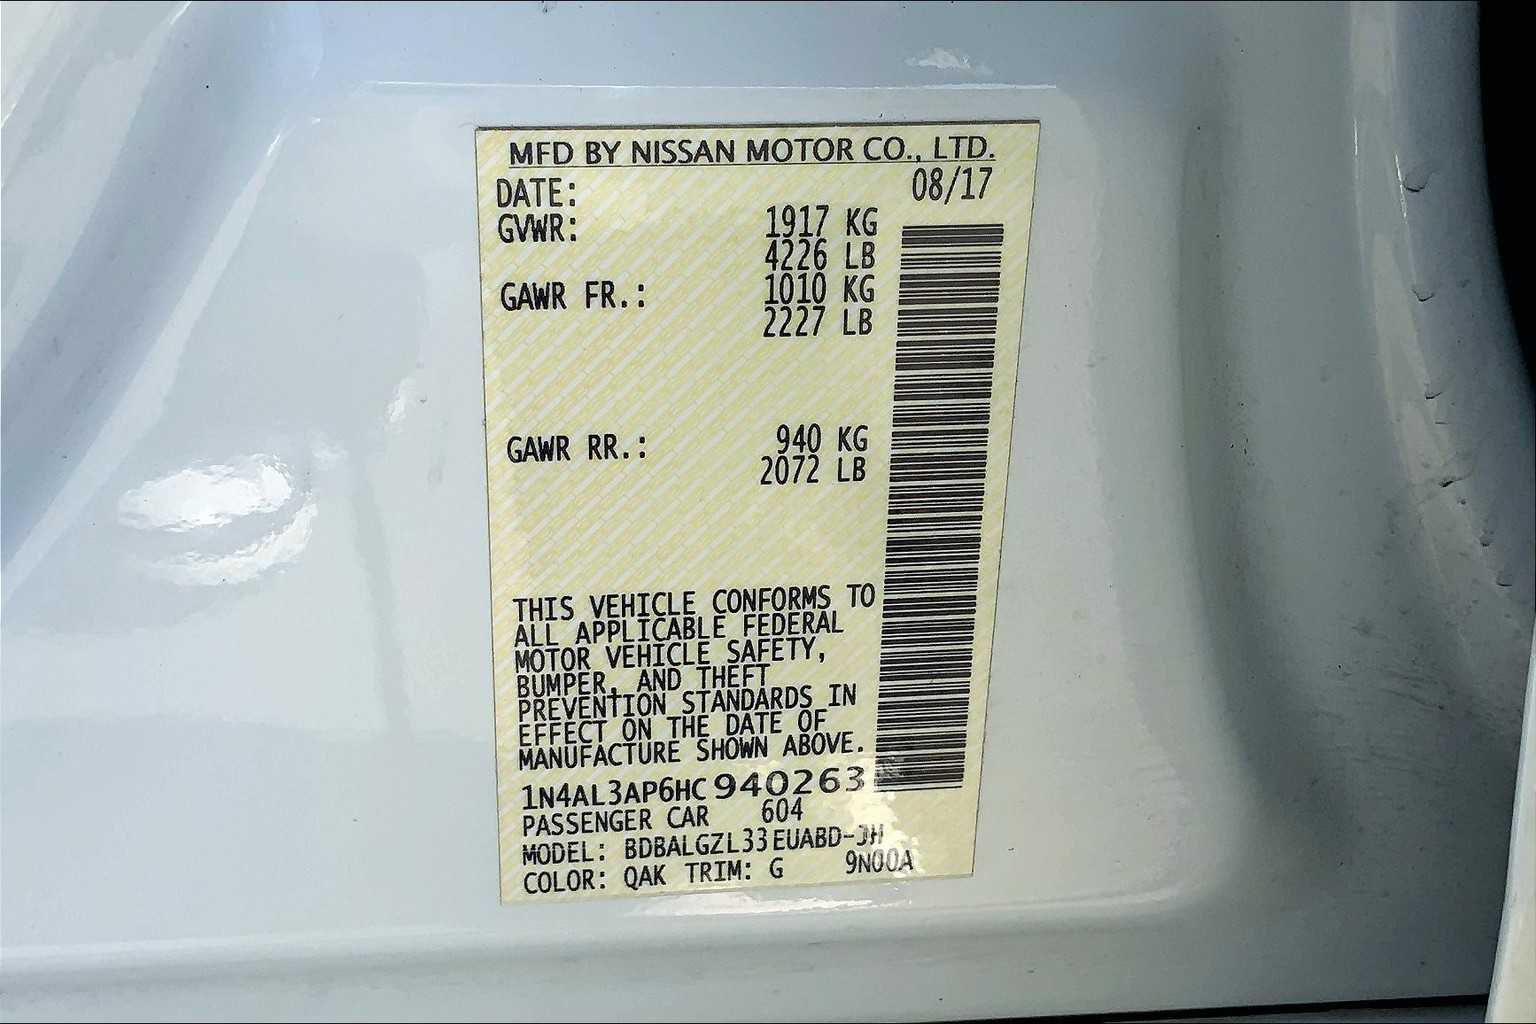 MFD BY NISSAN MOTOR CO., LTD.
DATE: 08/17
GVWR: 1917 KG
4226 LB
GAWR FR.: 1010 KG
2227 LB
GAWR RR.: 940 KG
2072 LB
THIS VEHICLE CONFORMS TO
ALL APPLICABLE FEDERAL
MOTOR VEHICLE SAFETY,
BUMPER, AND THEFT
PREVENTION STANDARDS IN
EFFECT ON THE DATE OF
MANUFACTURE SHOWN ABOVE.
1N4AL3AP6HC940263
PASSENGER CAR 604
MODEL: BDBALGZL33EUABD-JH
COLOR: QAK TRIM: G 9N00A